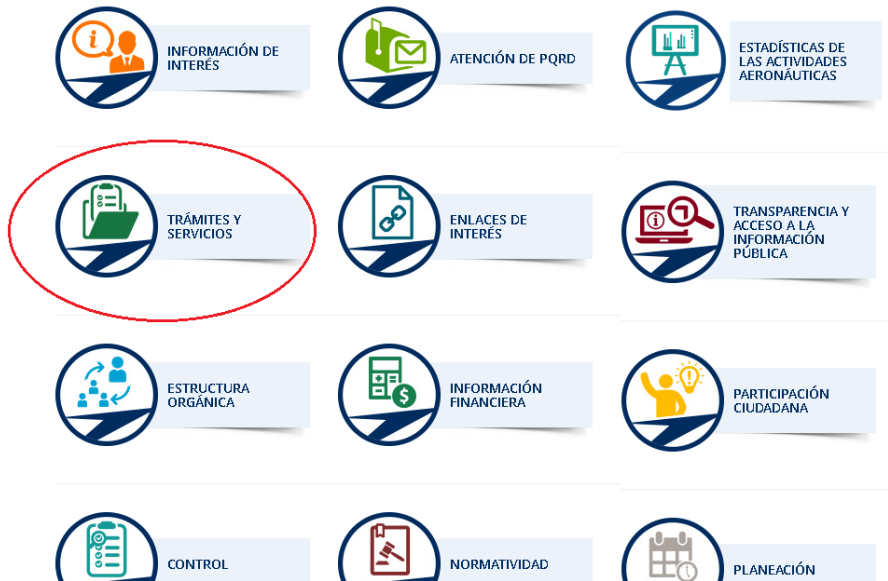 INFORMACIÓN DE
INTERÉS
ATENCIÓN DE PQRD
ESTADÍSTICAS DE
LAS ACTIVIDADES
AERONÁUTICAS
TRÁMITES Y
SERVICIOS
ENLACES DE
INTERÉS
TRANSPARENCIA Y
ACCESO A LA
INFORMACIÓN
PÚBLICA
ESTRUCTURA
ORGÁNICA
INFORMACIÓN
FINANCIERA
PARTICIPACIÓN
CIUDADANA
CONTROL
NORMATIVIDAD
PLANEACIÓN